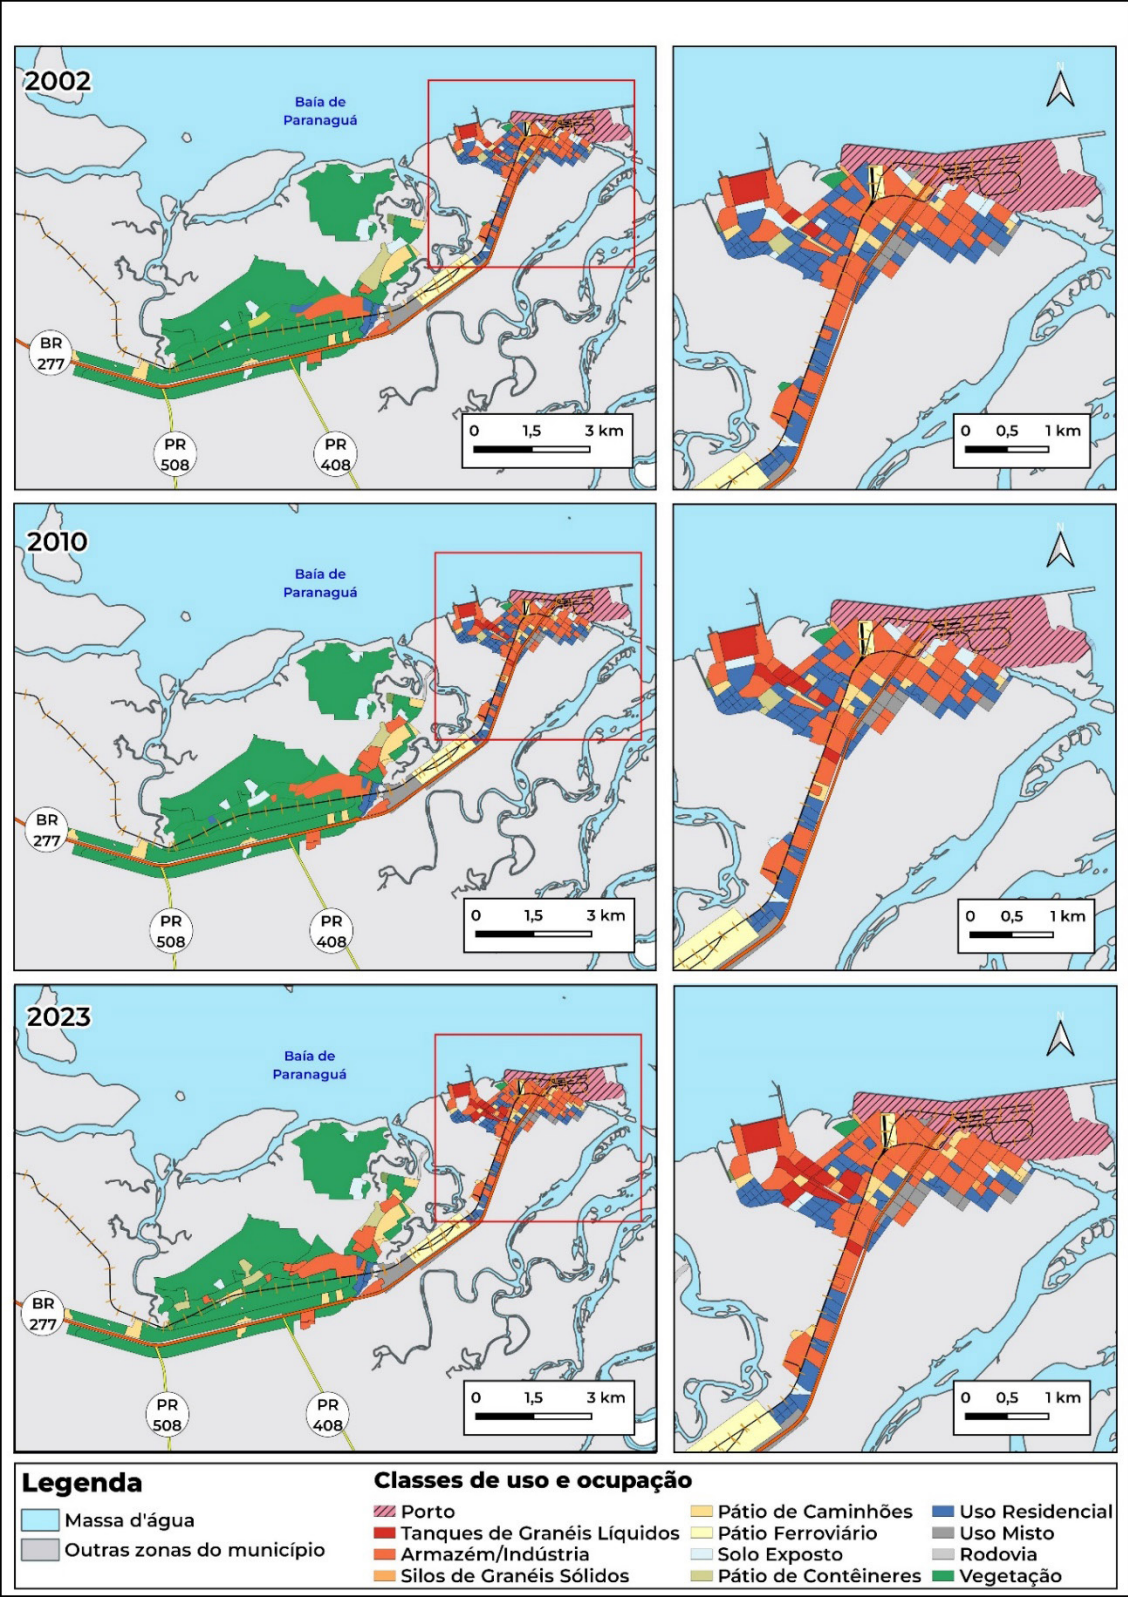 2002
Baía de
Paranaguá
BR
277
PR
508
PR
408
0 1,5 3 km
N
0 0,5 1 km
2010
Baía de
Paranaguá
BR
277
PR
508
PR
408
0 1,5 3 km
N
0 0,5 1 km
2023
Baía de
Paranaguá
BR
277
PR
508
PR
408
0 1,5 3 km
N
0 0,5 1 km
Legenda
Massa d'água
Outras zonas do município
Classes de uso e ocupação
Porto
Tanques de Granéis Líquidos
Armazém/Indústria
Silos de Granéis Sólidos
Pátio de Caminhões
Pátio Ferroviário
Solo Exposto
Pátio de Contêineres
Uso Residencial
Uso Misto
Rodovia
Vegetação